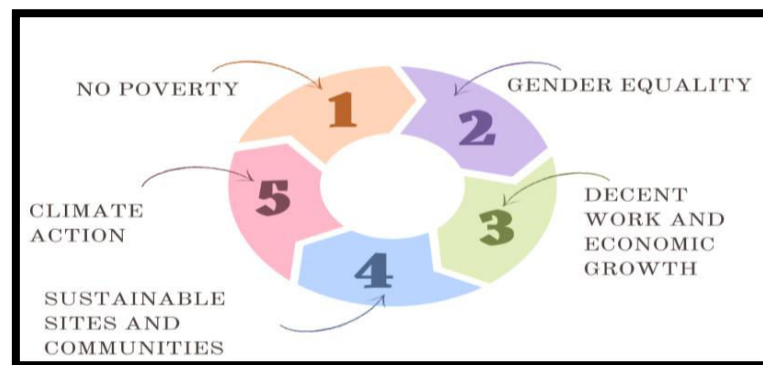 NO POVERTY
1
GENDER EQUALITY
2
DECENT
WORK AND
ECONOMIC
GROWTH
3
SUSTAINABLE
SITES AND
COMMUNITIES
4
CLIMATE
ACTION
5